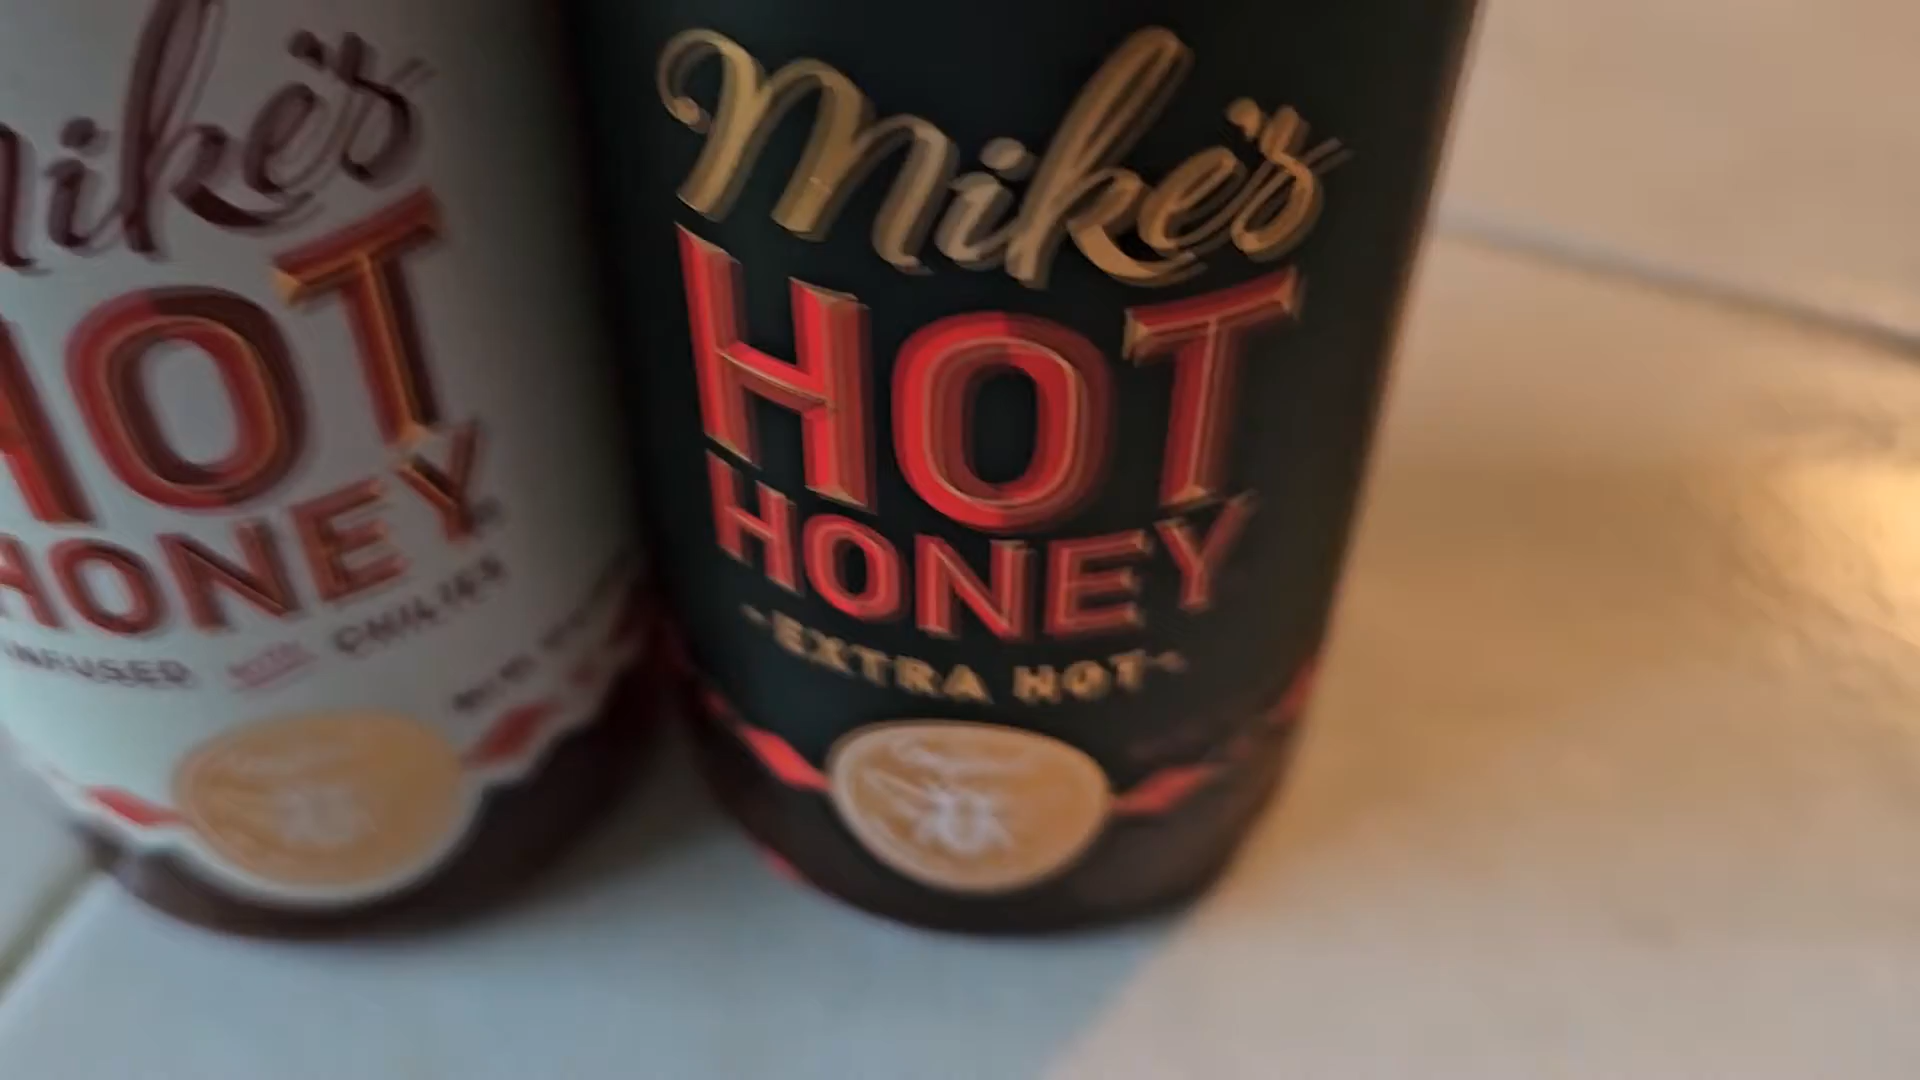 Mike's
HOT
HONEY
INFUSED WITH CHILIES
Mike's
HOT
HONEY
-EXTRA HOT-